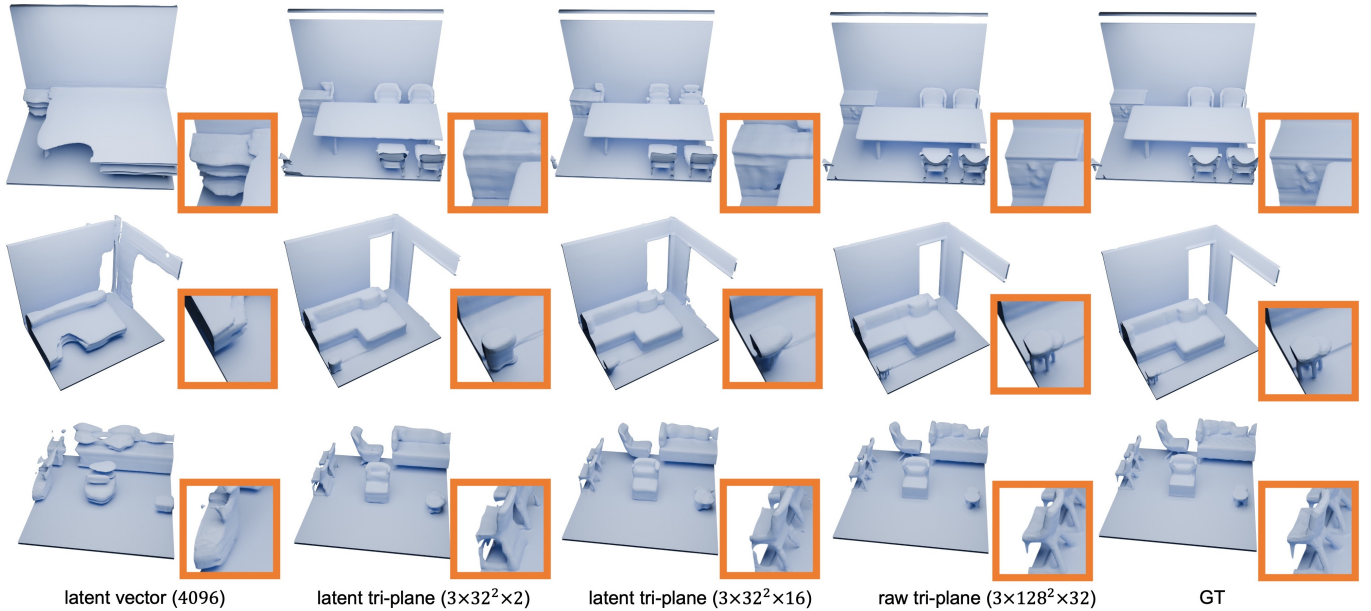 latent vector (4096)
latent tri-plane (3×32²×2)
latent tri-plane (3×32²×16)
raw tri-plane (3×128²×32)
GT